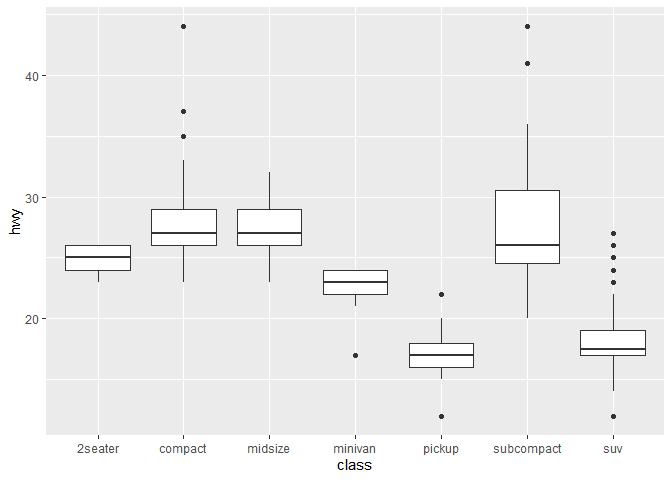 hwy
40
30
20
2seater compact midsize minivan pickup subcompact suv
class